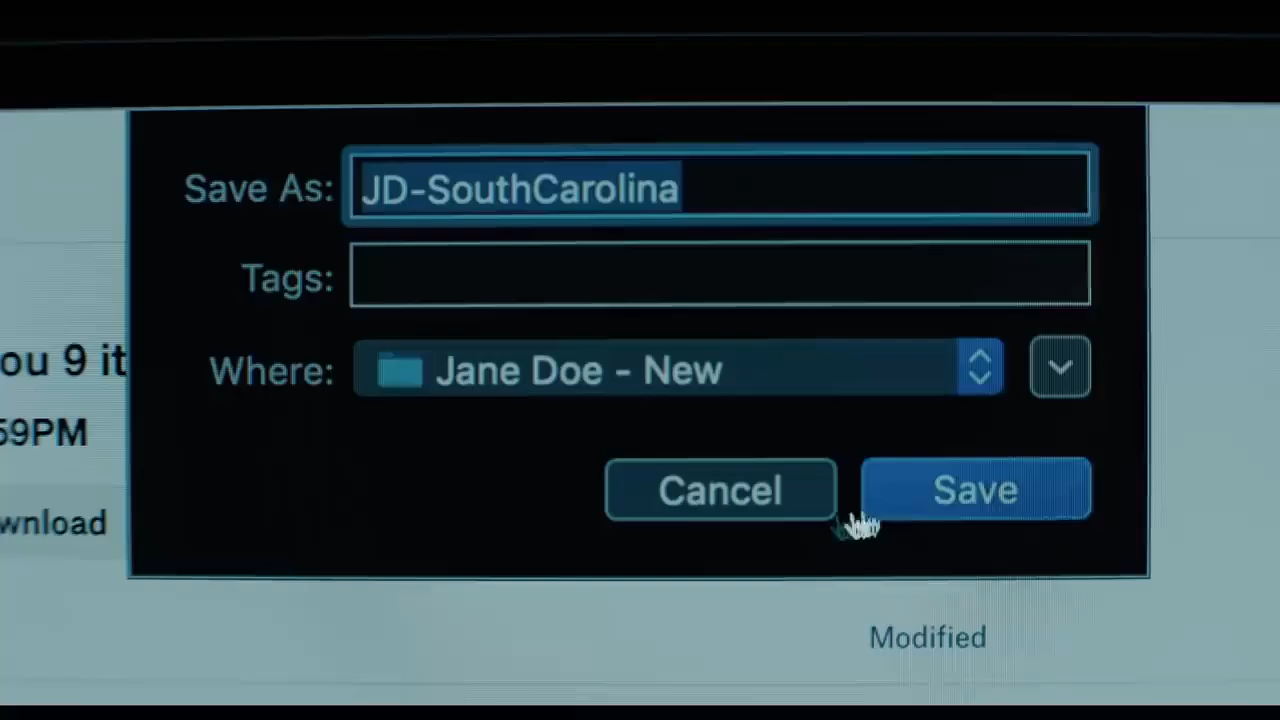 Save As: JD-SouthCarolina
Tags:
Where: Jane Doe - New
Cancel Save
ou 9 it
59PM
wnload
Modified